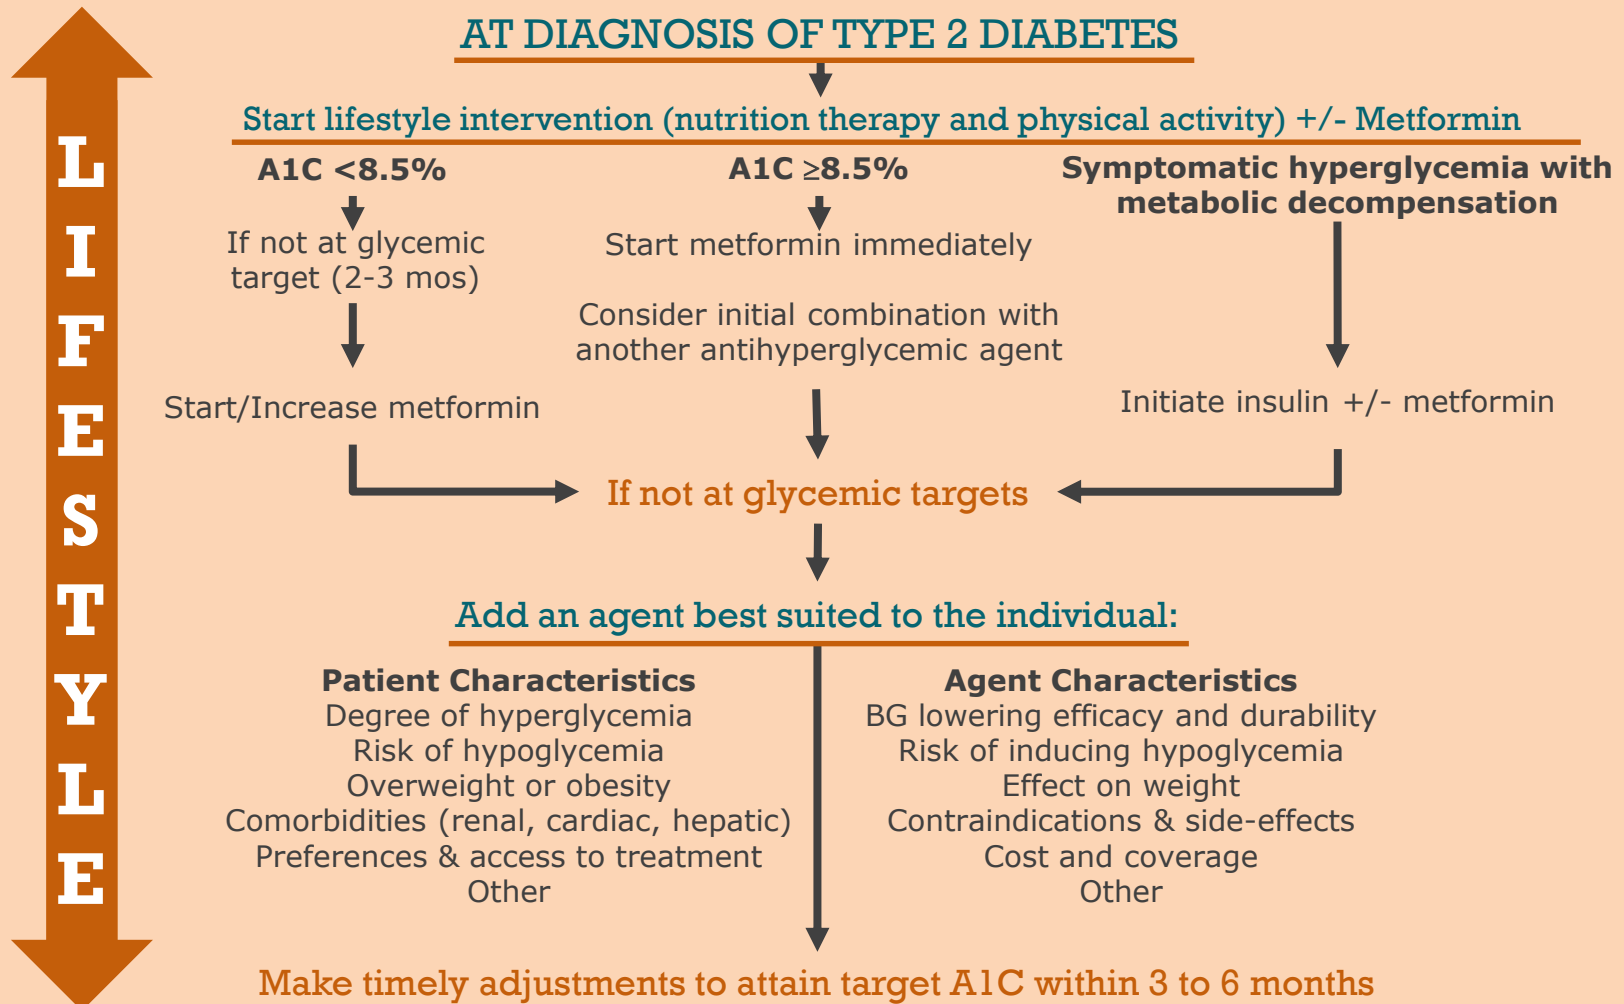 LIFESTYLE
AT DIAGNOSIS OF TYPE 2 DIABETES
Start lifestyle intervention (nutrition therapy and physical activity) +/- Metformin
A1C <8.5%
If not at glycemic
target (2-3 mos)
Start/Increase metformin
A1C ≥8.5%
Start metformin immediately
Consider initial combination with
another antihyperglycemic agent
Symptomatic hyperglycemia with
metabolic decompensation
Initiate insulin +/- metformin
If not at glycemic targets
Add an agent best suited to the individual:
Patient Characteristics
Degree of hyperglycemia
Risk of hypoglycemia
Overweight or obesity
Comorbidities (renal, cardiac, hepatic)
Preferences & access to treatment
Other
Agent Characteristics
BG lowering efficacy and durability
Risk of inducing hypoglycemia
Effect on weight
Contraindications & side-effects
Cost and coverage
Other
Make timely adjustments to attain target A1C within 3 to 6 months